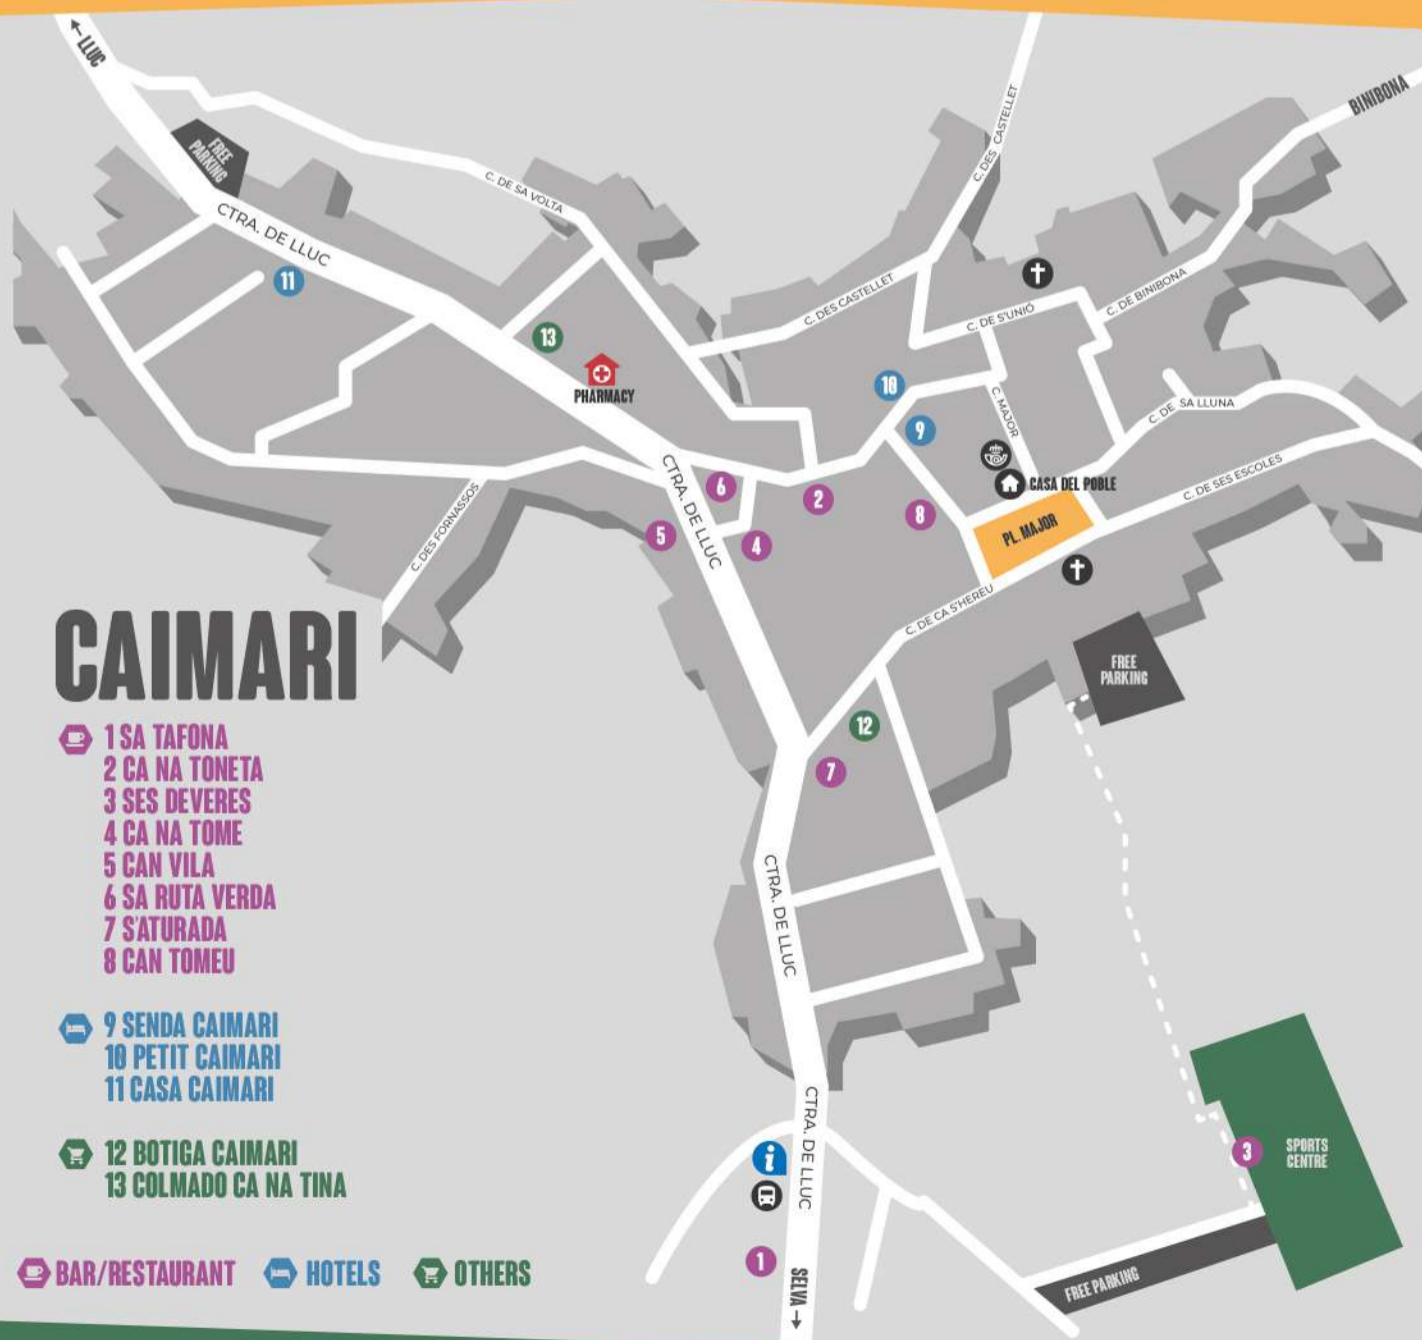 ← LLUC
BINIBONA
FREE
PARKING
C. DES CASTELLET
C. DE SA VOLTA
CTRA. DE LLUC
11
C. DES CASTELLET
C. DE S'UNIÓ
C. DE BINIBONA
13
PHARMACY
10
9
C. MAJOR
C. DE SA LLUNA
CASA DEL POBLE
C. DE SES ESCOLES
6
2
8
PL. MAJOR
5
4
CTRA. DE LLUC
C. DES FORNASSOS
C. DE CA S'HEREU
FREE
PARKING
12
7
CAIMARI
1 SA TAFONA
2 CA NA TONETA
3 SES DEVERES
4 CA NA TOME
5 CAN VILA
6 SA RUTA VERDA
7 S'ATURADA
8 CAN TOMEU
9 SENDA CAIMARI
10 PETIT CAIMARI
11 CASA CAIMARI
12 BOTIGA CAIMARI
13 COLMADO CA NA TINA
BAR/RESTAURANT
HOTELS
OTHERS
CTRA. DE LLUC
CTRA. DE LLUC
i
1
SELVA →
3
SPORTS
CENTRE
FREE PARKING